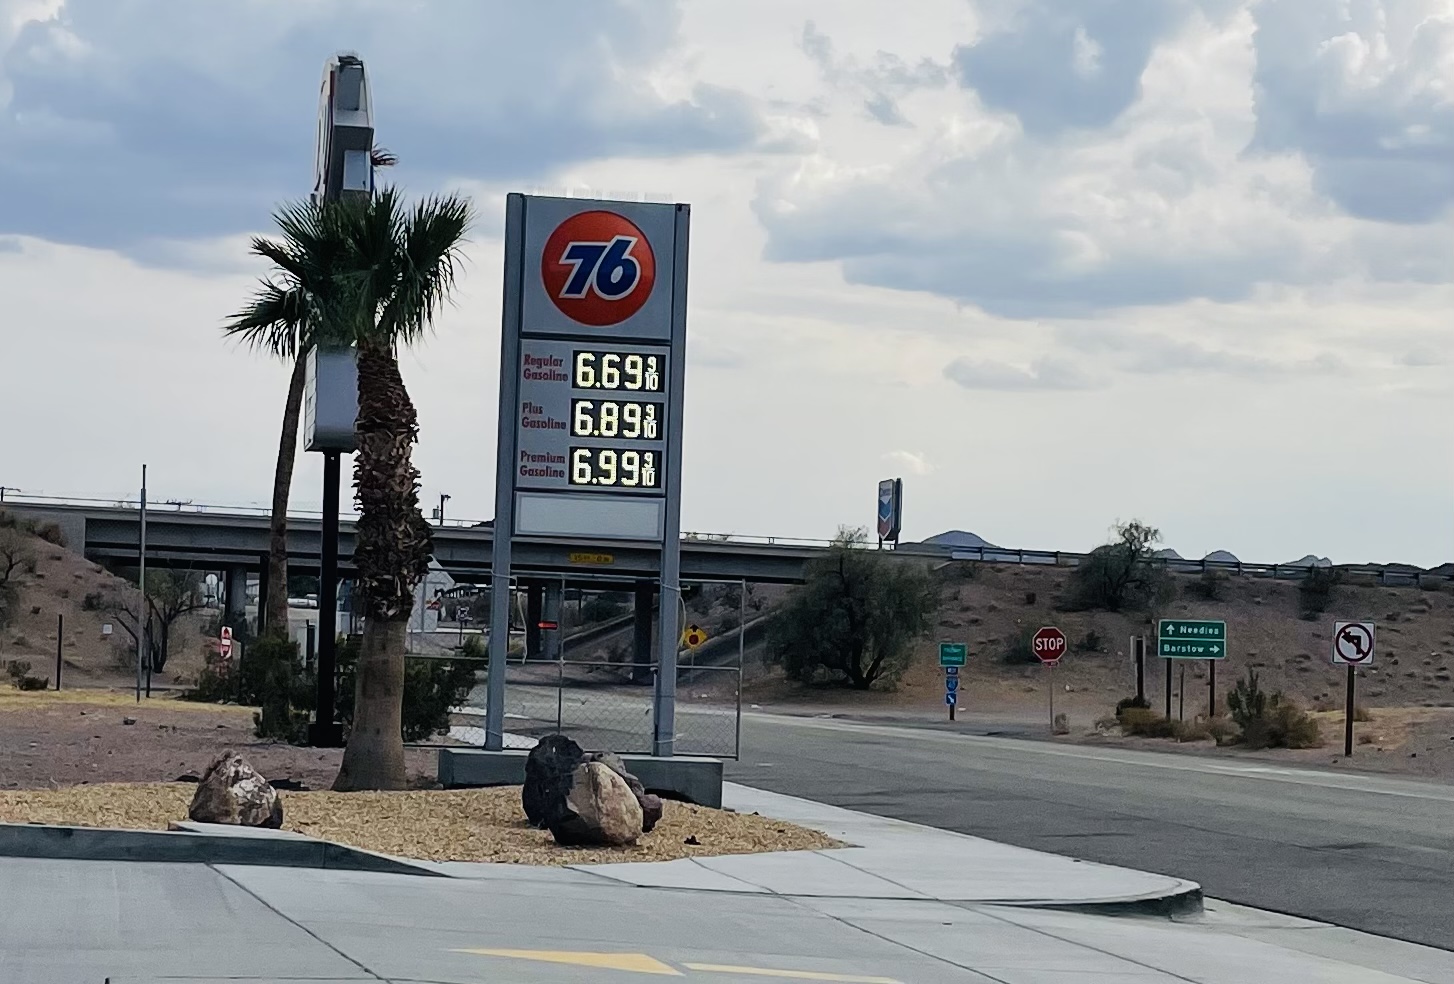 76
Regular
Gasoline
6.69 9/10
Plus
Gasoline
6.89 9/10
Premium
Gasoline
6.99 9/10
STOP
↑ Needles
Barstow →